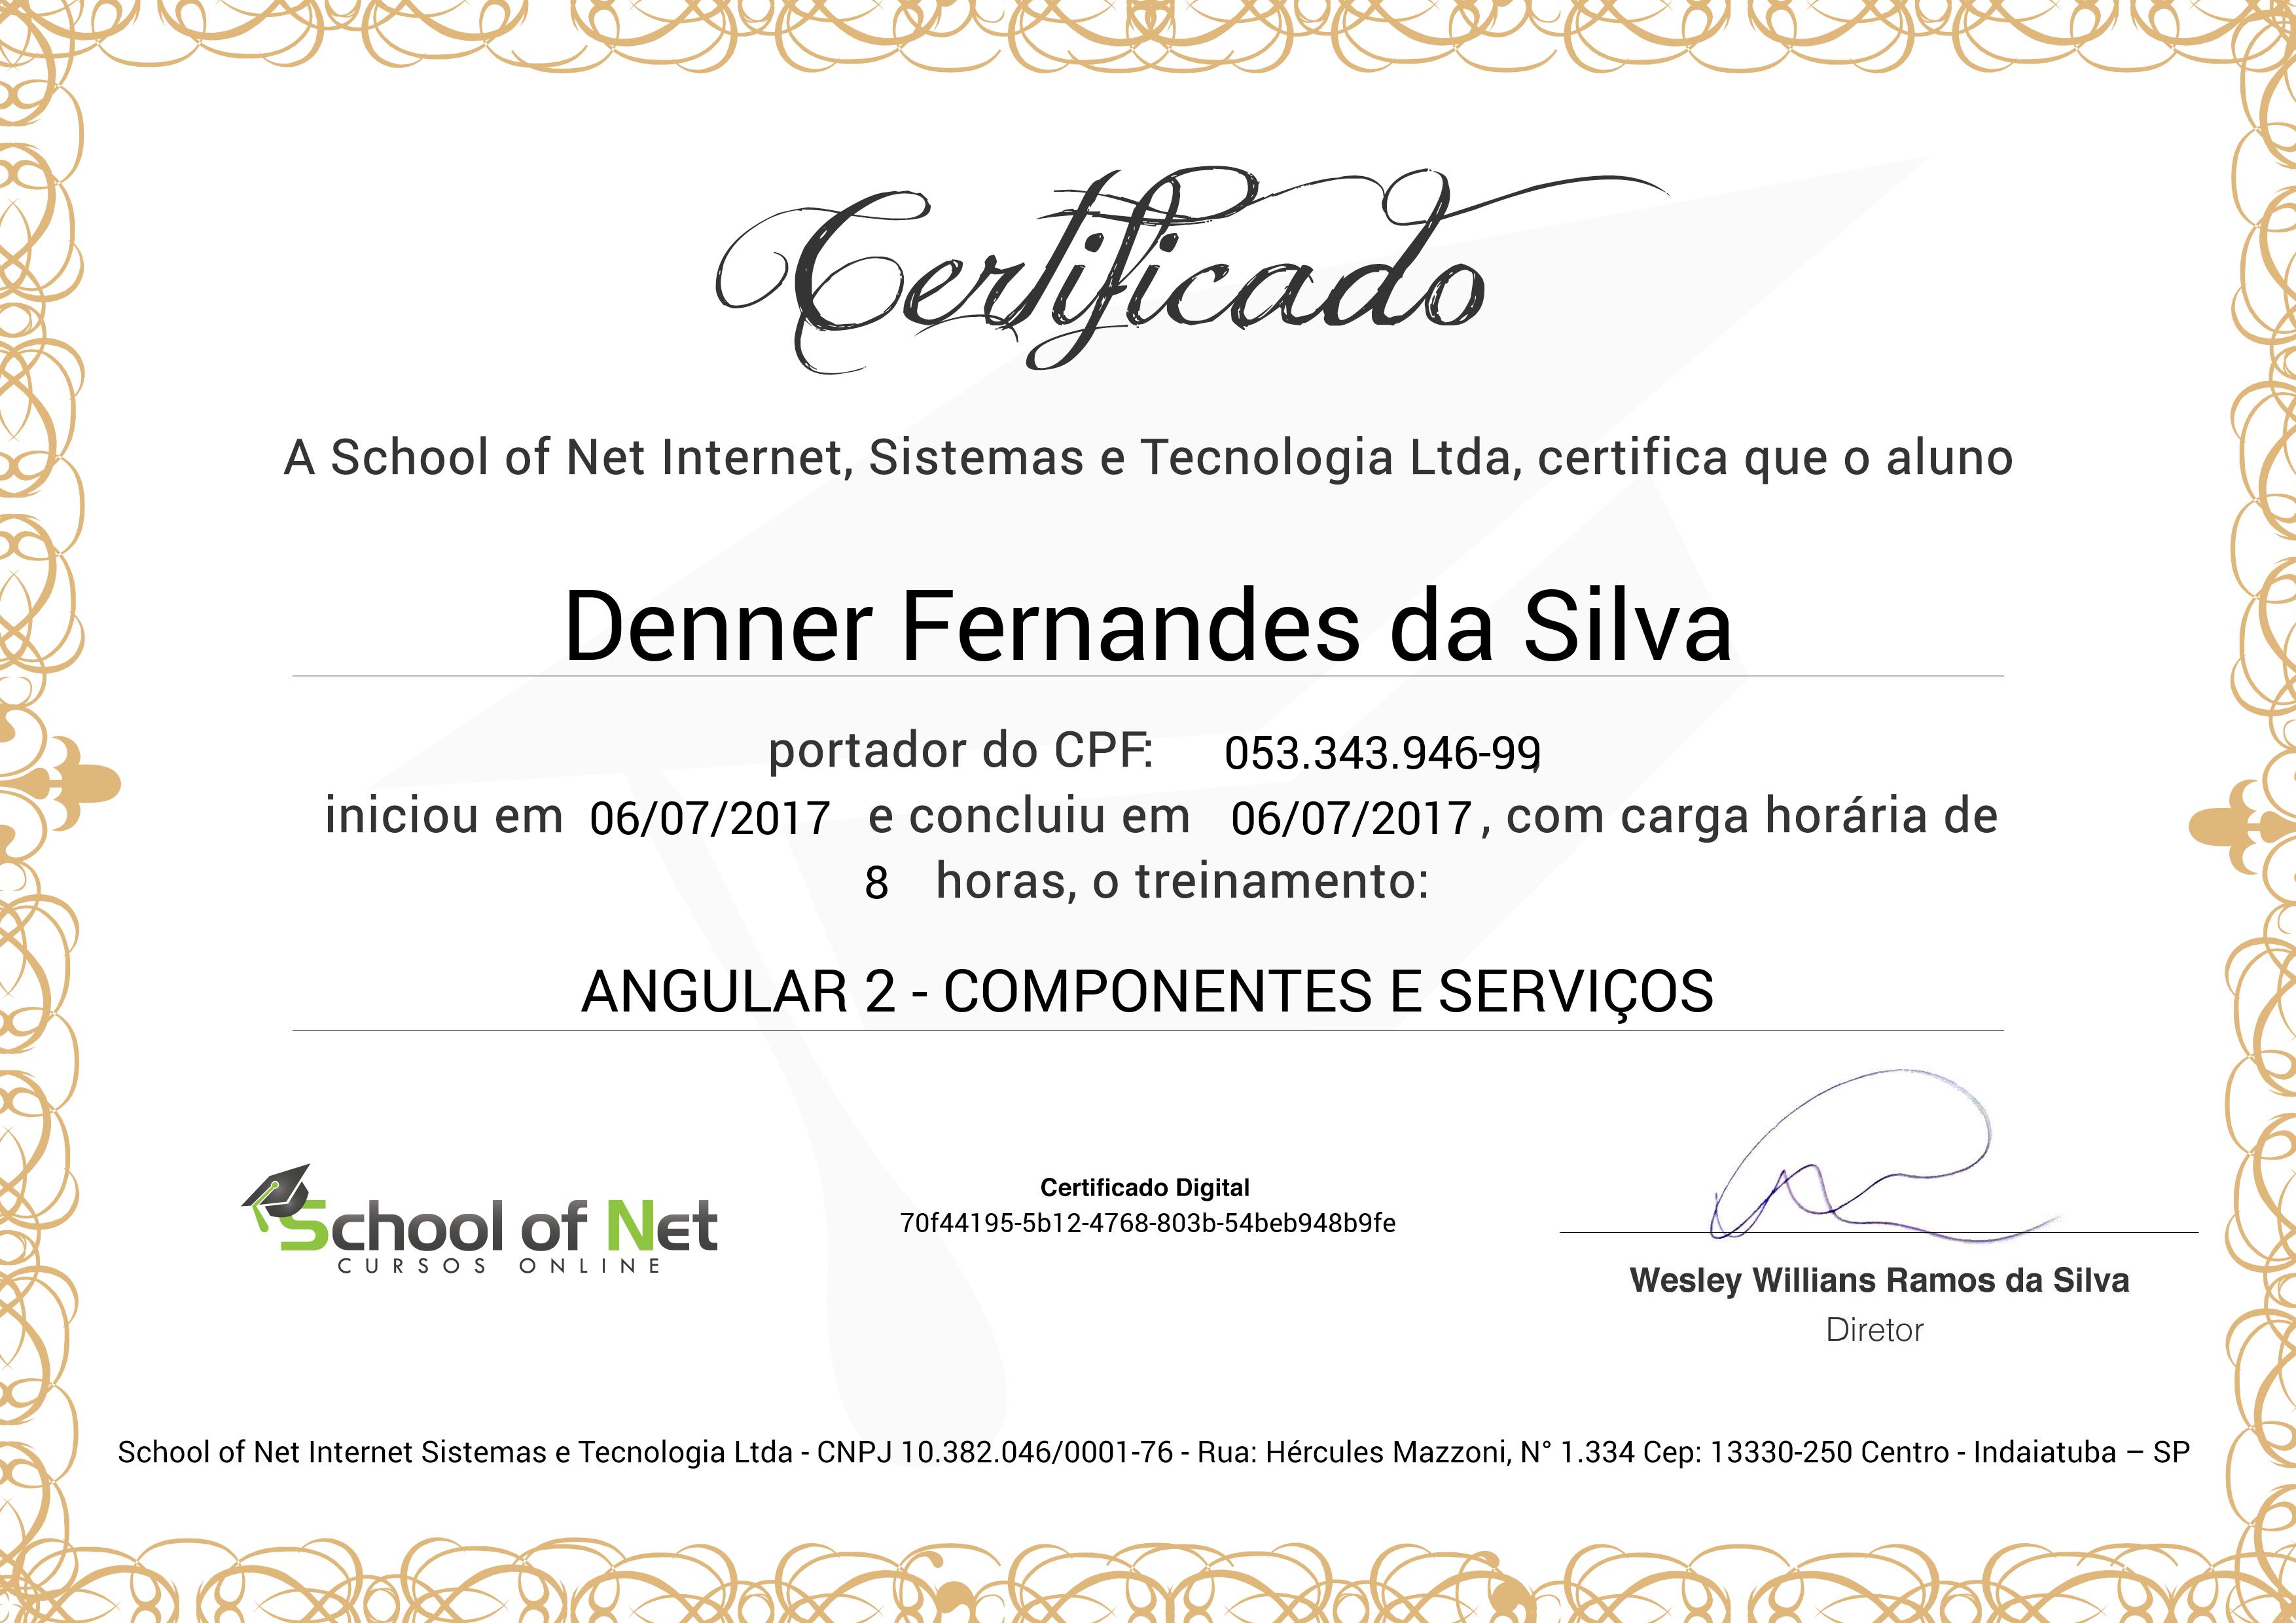 Certificado
A School of Net Internet, Sistemas e Tecnologia Ltda, certifica que o aluno
Denner Fernandes da Silva
portador do CPF: 053.343.946-99,
iniciou em 06/07/2017 e concluiu em 06/07/2017, com carga horária de
8 horas, o treinamento:
ANGULAR 2 - COMPONENTES E SERVIÇOS
School of Net
CURSOS ONLINE
Certificado Digital
70f44195-5b12-4768-803b-54beb948b9fe
Wesley Willians Ramos da Silva
Diretor
School of Net Internet Sistemas e Tecnologia Ltda - CNPJ 10.382.046/0001-76 - Rua: Hércules Mazzoni, N° 1.334 Cep: 13330-250 Centro - Indaiatuba – SP